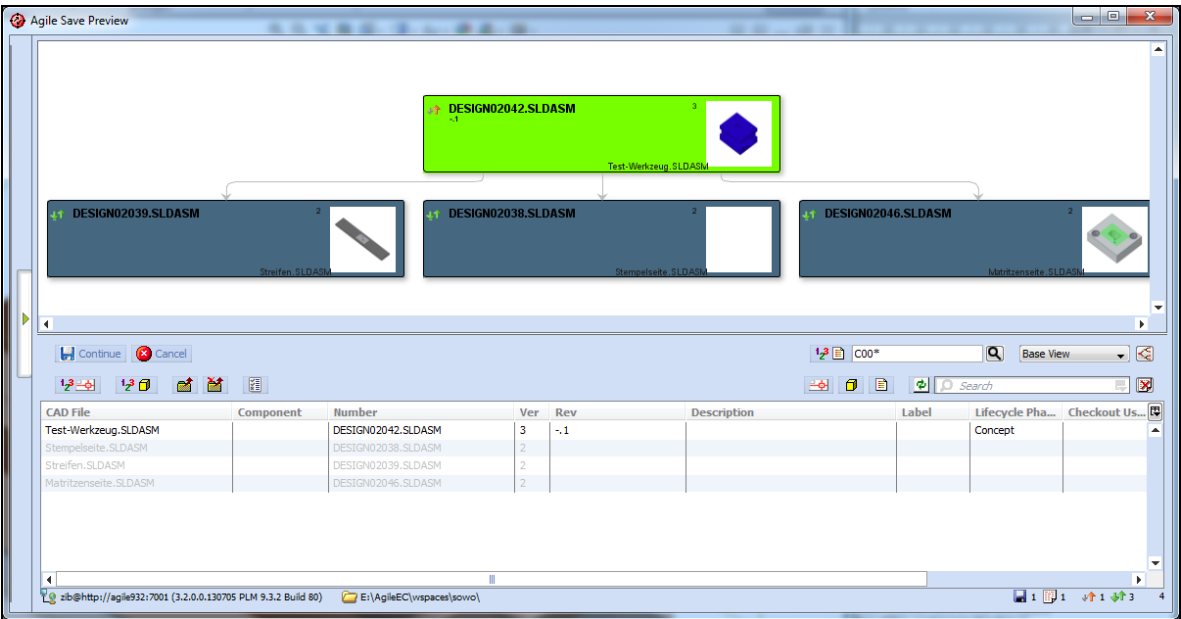 Agile Save Preview
DESIGN02042.SLDASM 3
-.1
Test-Werkzeug.SLDASM
DESIGN02039.SLDASM 2
Streifen.SLDASM
DESIGN02038.SLDASM 2
Stempelseite.SLDASM
DESIGN02046.SLDASM 2
Matritzenseite.SLDASM
Continue Cancel C00* Base View
Search
CAD File Component Number Ver Rev Description Label Lifecycle Pha... Checkout Us...
Test-Werkzeug.SLDASM DESIGN02042.SLDASM 3 -.1 Concept
Stempelseite.SLDASM DESIGN02038.SLDASM 2
Streifen.SLDASM DESIGN02039.SLDASM 2
Matritzenseite.SLDASM DESIGN02046.SLDASM 2
zib@http://agile932:7001 (3.2.0.0.130705 PLM 9.3.2 Build 80) E:\AgileEC\wspaces\sowo\ 1 1 1 3 4